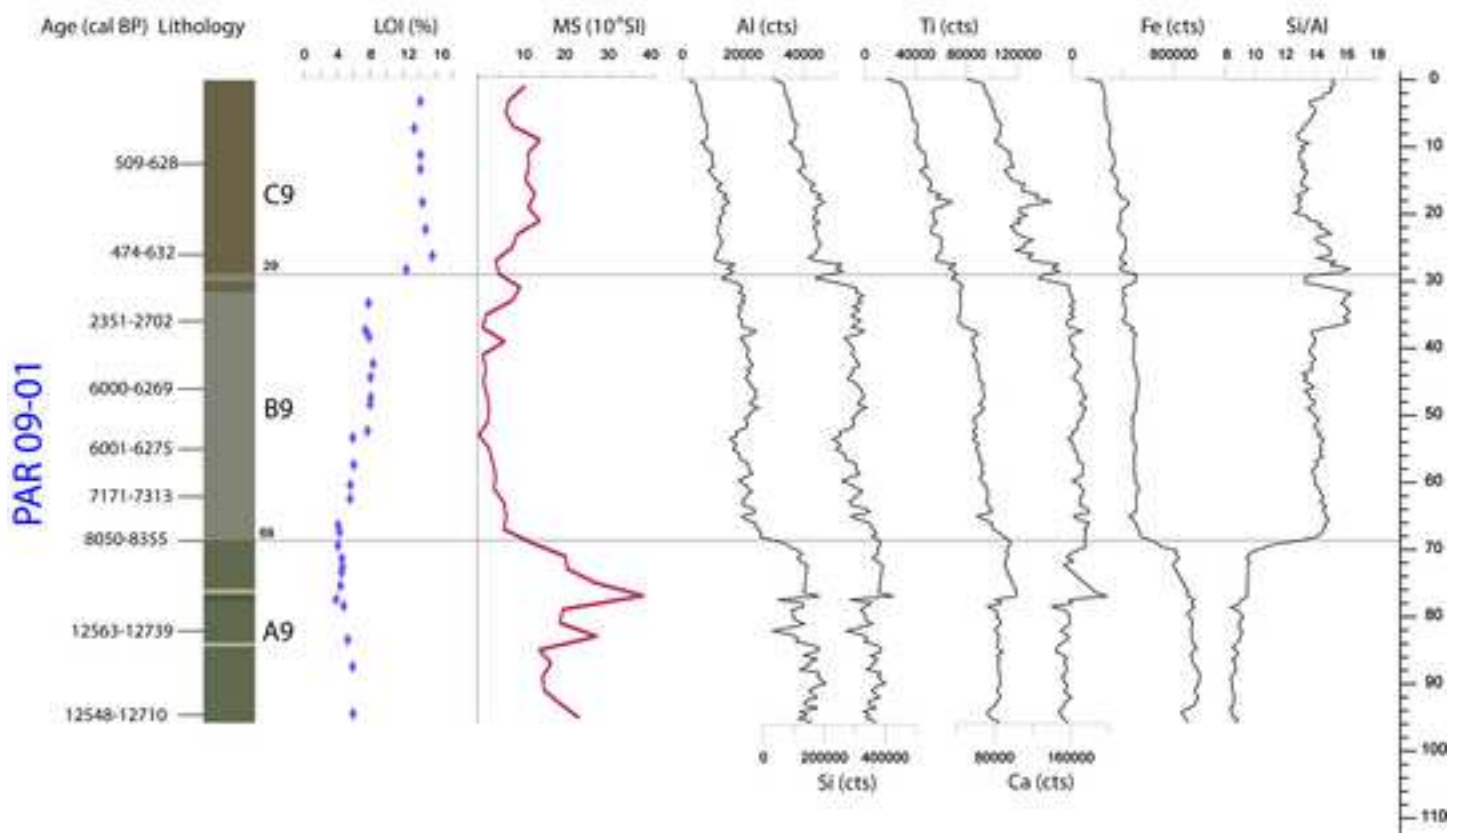 Age (cal BP) Lithology LOI (%) MS (10^SI) Al (cts) Ti (cts) Fe (cts) Si/Al
0 4 8 12 16 10 20 30 40 0 20000 40000 0 40000 80000 120000 0 800000 8 10 12 14 16 18
0
10
509-628
C9
20
474-632
29
30
2351-2702
40
6000-6269
B9
50
PAR 09-01
6001-6275
60
7171-7313
69
8050-8355
70
80
12563-12739
A9
90
12548-12710
100
0 200000 400000 80000 160000
Si (cts) Ca (cts)
110